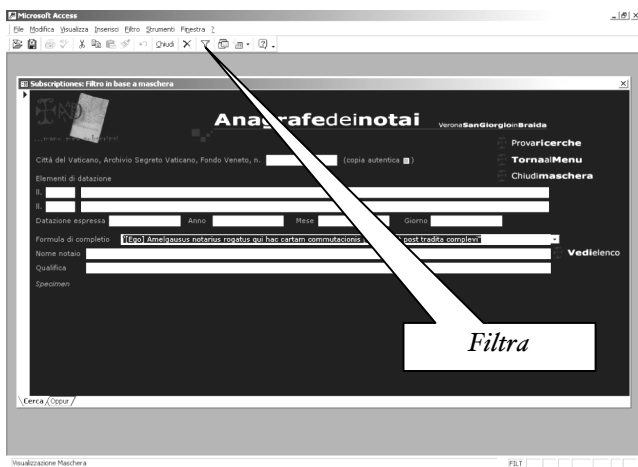 Microsoft Access
File Modifica Visualizza Inserisci Filtro Strumenti Finestra ?
Chiudi
Subscriptiones: Filtro in base a maschera
Anagrafedeinotai VeronaSanGiorgioinBraida
Provaricerche
Città del Vaticano, Archivio Segreto Vaticano, Fondo Veneto, n. (copia autentica )
TornaalMenu
Elementi di datazione
Chiudimaschera
II.
II.
Datazione espressa Anno Mese Giorno
Formula di completio "[Ego] Amelgausus notarius rogatus qui hac cartam commutacionis post tradita complevi"
Nome notaio
Vedielenco
Qualifica
Specimen
Filtra
Cerca Oppur
Visualizzazione Maschera FILT